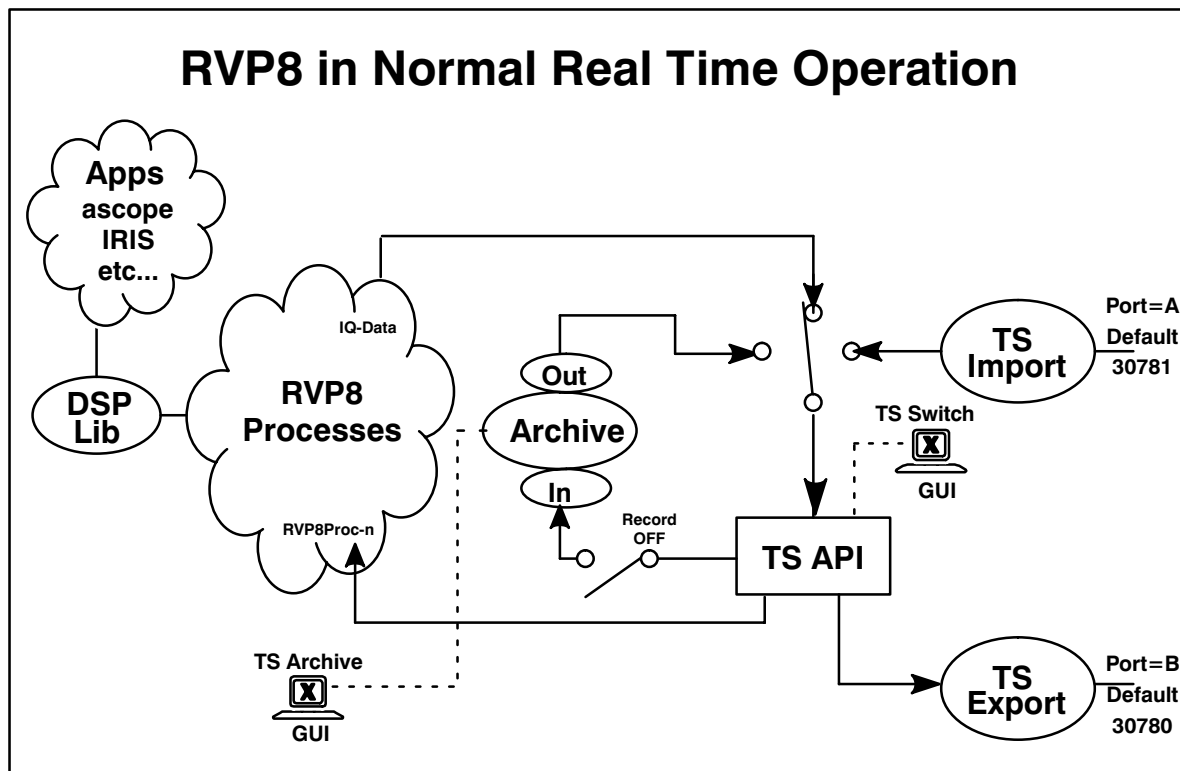 RVP8 in Normal Real Time Operation
Apps
ascope
IRIS
etc...
DSP
Lib
IQ-Data
RVP8
Processes
RVP8Proc-n
Out
Archive
In
Record
OFF
TS
Import
Port=A
Default
30781
TS Switch
X
GUI
TS API
TS Archive
X
GUI
TS
Export
Port=B
Default
30780